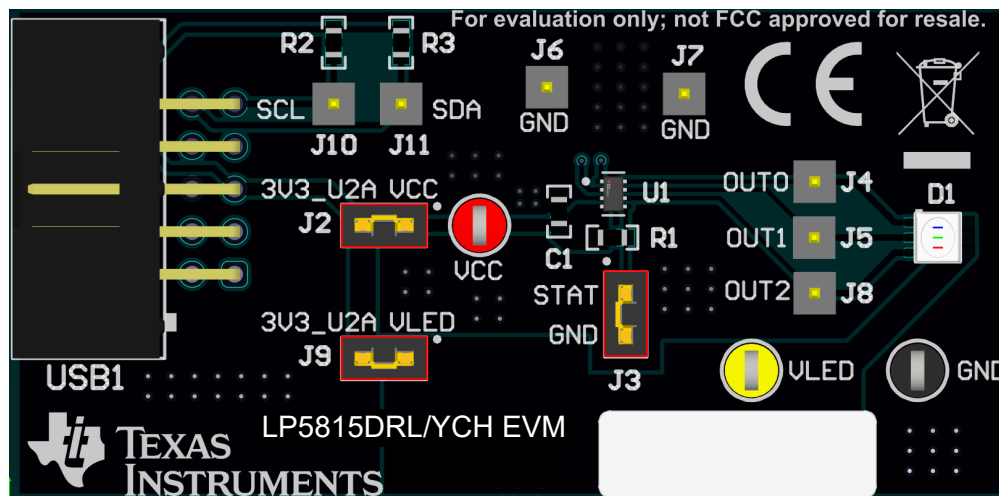 For evaluation only; not FCC approved for resale.
R2
R3
J6
J7
SCL
SDA
GND
GND
J10
J11
3V3_U2A VCC
J2
VCC
C1
U1
R1
OUT0
J4
D1
OUT1
J5
OUT2
J8
STAT
GND
J3
3V3_U2A VLED
J9
USB1
VLED
GND
LP5815DRL/YCH EVM
TEXAS
INSTRUMENTS